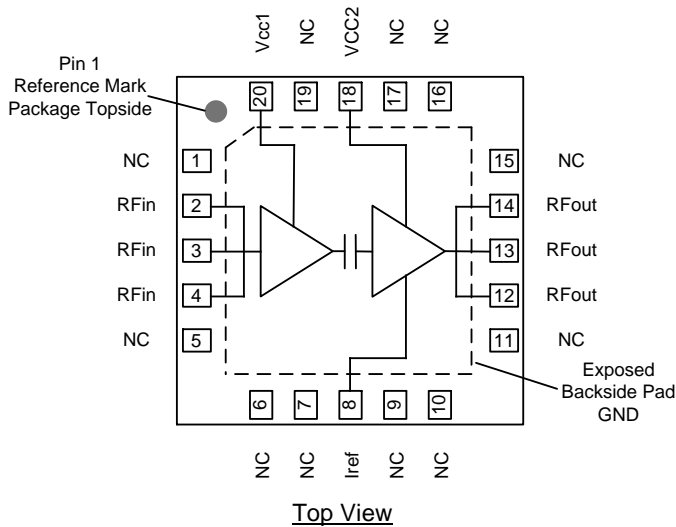 Vcc1
NC
VCC2
NC
NC
Pin 1
Reference Mark
Package Topside
20
19
18
17
16
NC
1
15
NC
RFin
2
14
RFout
RFin
3
13
RFout
RFin
4
12
RFout
NC
5
11
NC
Exposed
Backside Pad
GND
6
7
8
9
10
NC
NC
Iref
NC
NC
Top View